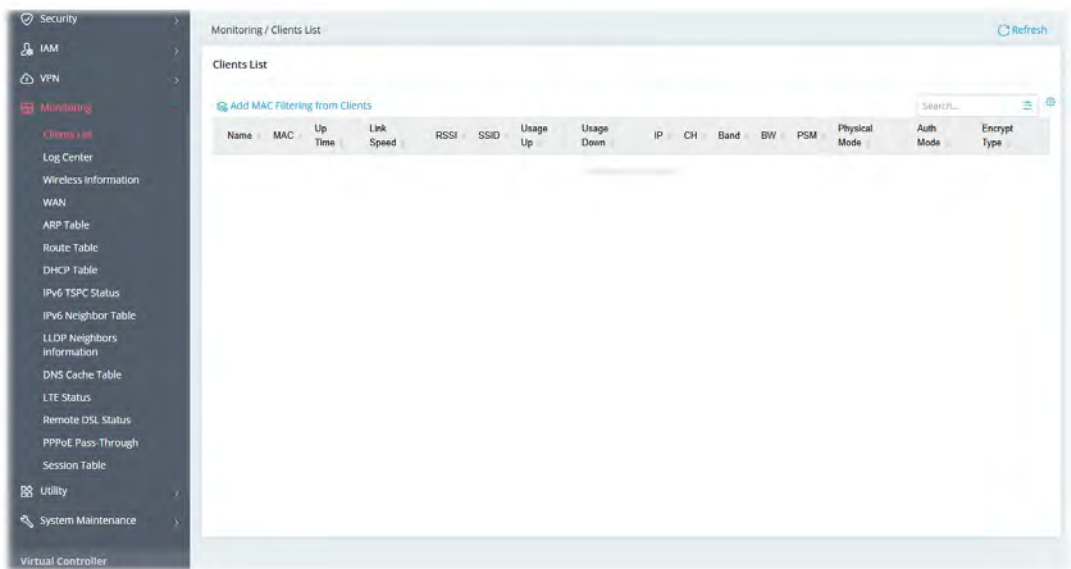 Security
IAM
VPN
Monitoring
Clients List
Log Center
Wireless Information
WAN
ARP Table
Route Table
DHCP Table
IPv6 TSPC Status
IPv6 Neighbor Table
LLDP Neighbors
information
DNS Cache Table
LTE Status
Remote DSL Status
PPPoE Pass-Through
Session Table
Utility
System Maintenance
Virtual Controller
Monitoring / Clients List
Refresh
Clients List
Add MAC Filtering from Clients
Search...
Name MAC Up Time Link Speed RSSI SSID Usage Up Usage Down IP CH Band BW PSM Physical Mode Auth Mode Encrypt Type